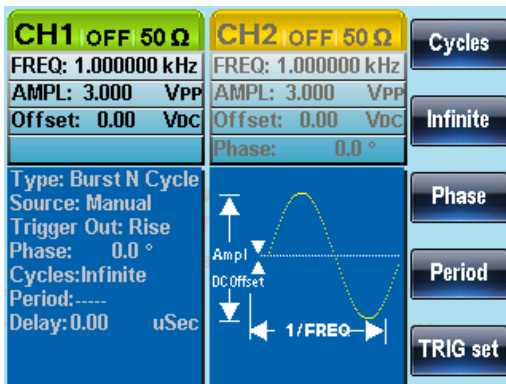 CH1 OFF 50 Ω
FREQ: 1.000000 kHz
AMPL: 3.000 VPP
Offset: 0.00 VDC
CH2 OFF 50 Ω
FREQ: 1.000000 kHz
AMPL: 3.000 VPP
Offset: 0.00 VDC
Phase: 0.0 °
Type: Burst N Cycle
Source: Manual
Trigger Out: Rise
Phase: 0.0 °
Cycles:Infinite
Period:-----
Delay:0.00 uSec
Ampl
DC Offset
1/FREQ
Cycles
Infinite
Phase
Period
TRIG set